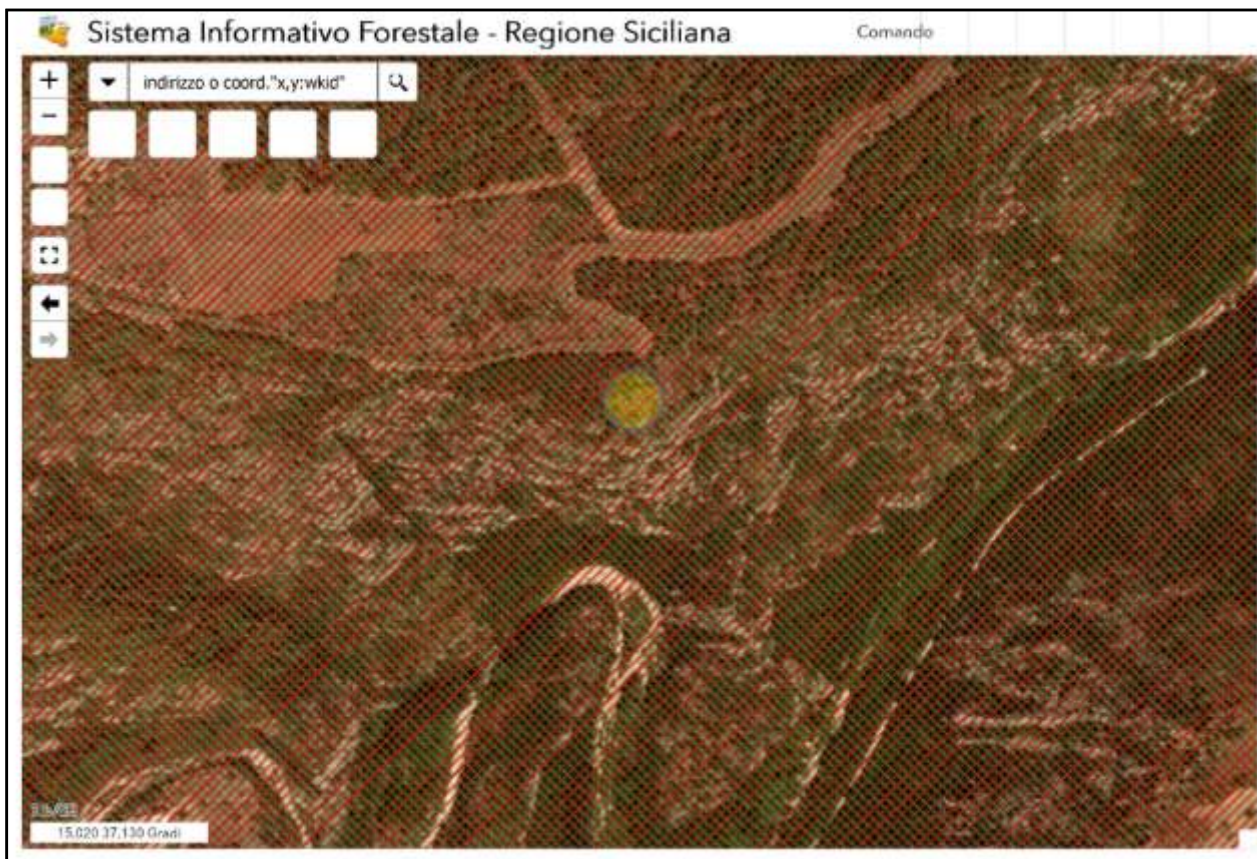 Sistema Informativo Forestale - Regione Siciliana
Comando
indirizzo o coord."x,y:wkid"
15,020 37,130 Gradi